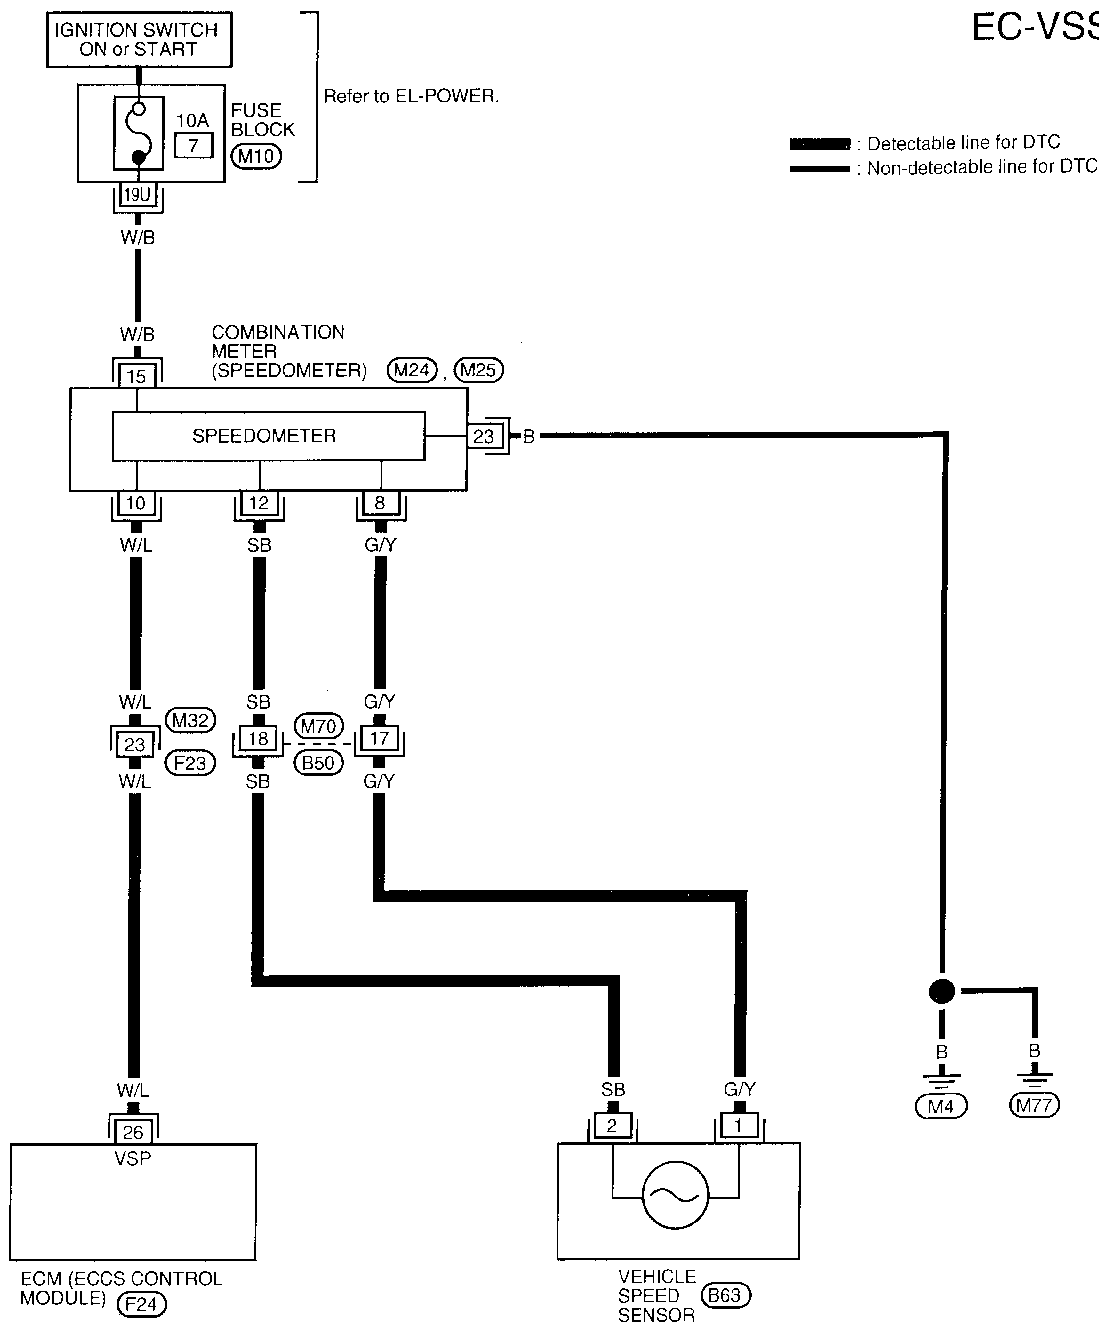 EC-VSS
IGNITION SWITCH
ON or START
Refer to EL-POWER.
10A
7
FUSE
BLOCK
M10
: Detectable line for DTC
: Non-detectable line for DTC
19U
W/B
W/B
COMBINATION
METER
(SPEEDOMETER)
M24 , M25
15
SPEEDOMETER
23
B
10
12
8
W/L
SB
G/Y
W/L
SB
G/Y
M32
M70
23
18
17
F23
B50
W/L
SB
G/Y
B
B
M4
M77
W/L
SB
G/Y
26
2
1
VSP
ECM (ECCS CONTROL
MODULE)
F24
VEHICLE
SPEED
SENSOR
B63